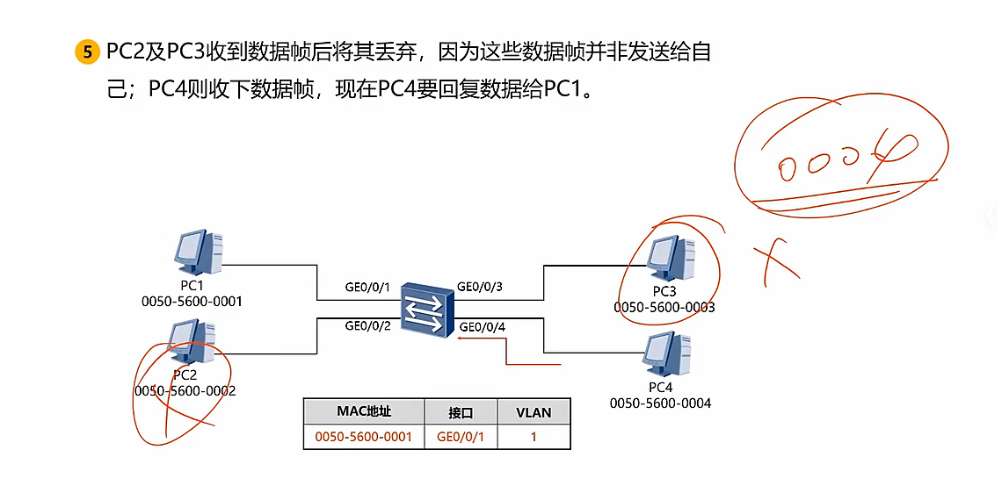 5 PC2及PC3收到数据帧后将其丢弃，因为这些数据帧并非发送给自
己；PC4则收下数据帧，现在PC4要回复数据给PC1。
0004
PC1
0050-5600-0001
GE0/0/1
GE0/0/3
PC3
0050-5600-0003
GE0/0/2
GE0/0/4
PC2
0050-5600-0002
PC4
0050-5600-0004
MAC地址 接口 VLAN
0050-5600-0001 GE0/0/1 1